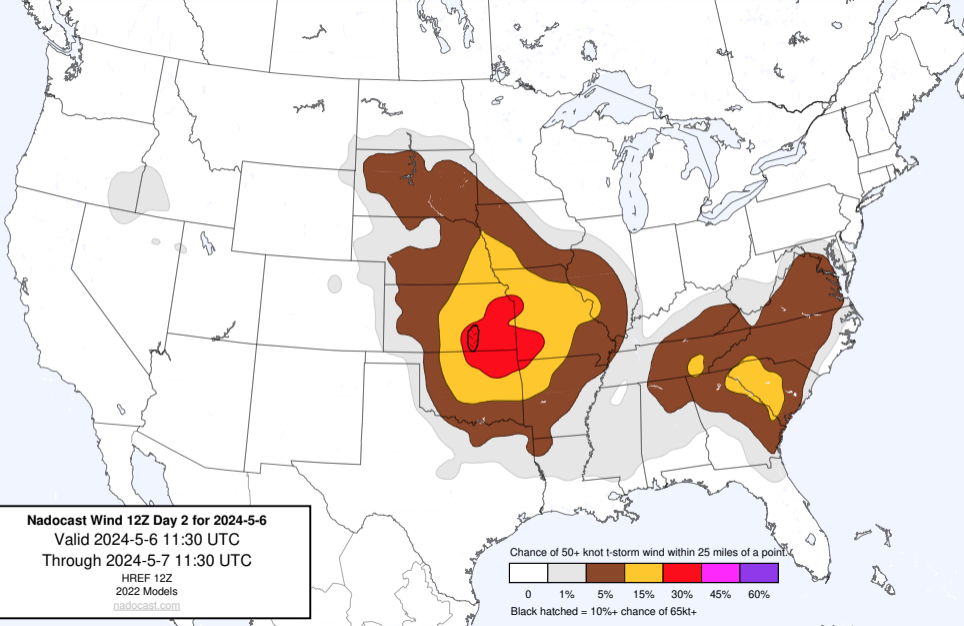 Nadocast Wind 12Z Day 2 for 2024-5-6
Valid 2024-5-6 11:30 UTC
Through 2024-5-7 11:30 UTC
HREF 12Z
2022 Models
nadocast.com
Chance of 50+ knot t-storm wind within 25 miles of a point.
0 1% 5% 15% 30% 45% 60%
Black hatched = 10%+ chance of 65kt+